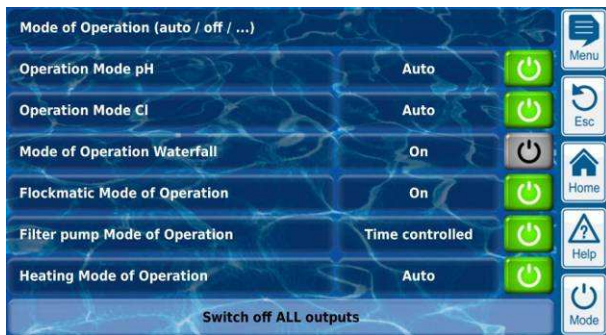 Mode of Operation (auto / off / ...)
Operation Mode pH Auto
Operation Mode Cl Auto
Mode of Operation Waterfall On
Flockmatic Mode of Operation On
Filter pump Mode of Operation Time controlled
Heating Mode of Operation Auto
Switch off ALL outputs
Menu
Esc
Home
Help
Mode